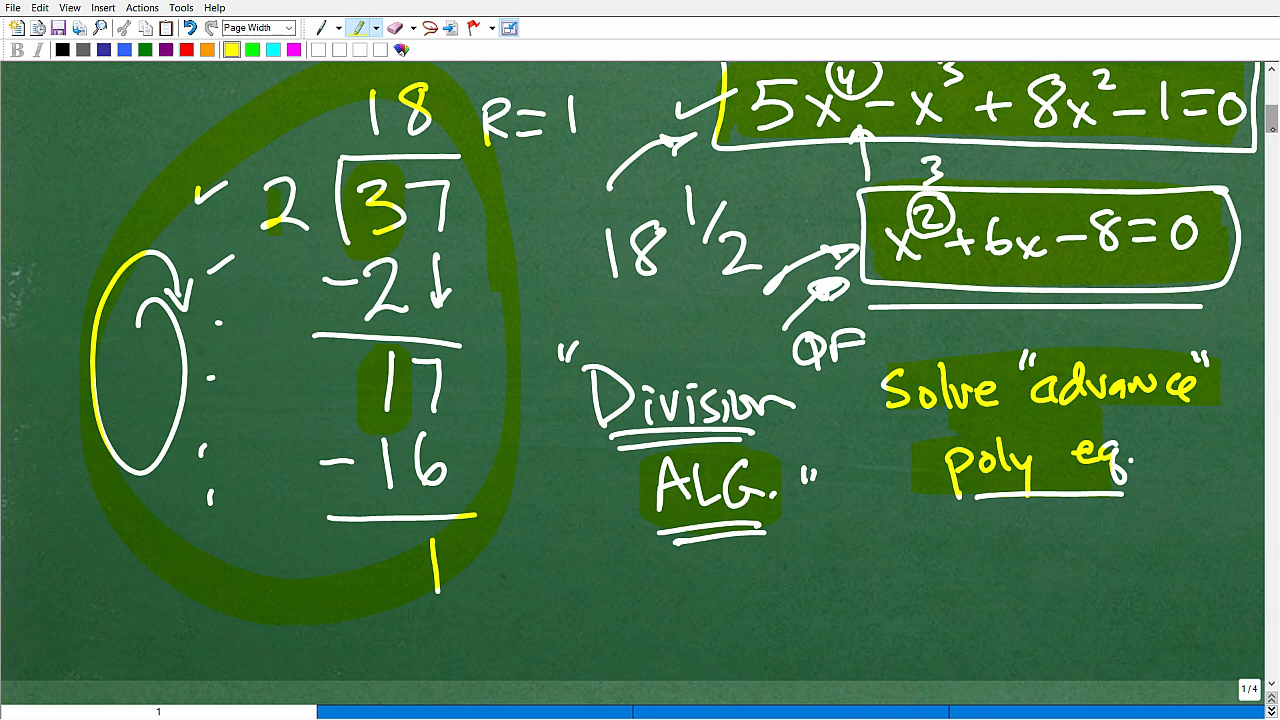 File Edit View Insert Actions Tools Help
Page Width
B I
18 R=1
2 37
-2
17
-16
1
18 1/2
5x⁴ - x³ + 8x² - 1 = 0
3
x² + 6x - 8 = 0
QF
"Division
ALG."
Solve "advance"
poly eq.
1/4
1